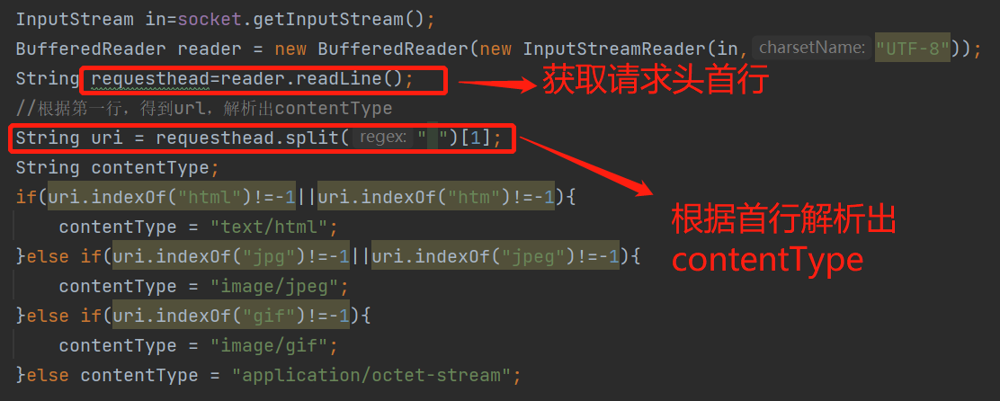 InputStream in=socket.getInputStream();
BufferedReader reader = new BufferedReader(new InputStreamReader(in, charsetName: "UTF-8"));
String requesthead=reader.readLine();
获取请求头首行
//根据第一行，得到url，解析出contentType
String uri = requesthead.split( regex: " ")[1];
String contentType;
if(uri.indexOf("html")!=-1||uri.indexOf("htm")!=-1){
根据首行解析出
contentType = "text/html";
contentType
}else if(uri.indexOf("jpg")!=-1||uri.indexOf("jpeg")!=-1){
contentType = "image/jpeg";
}else if(uri.indexOf("gif")!=-1){
contentType = "image/gif";
}else contentType = "application/octet-stream";